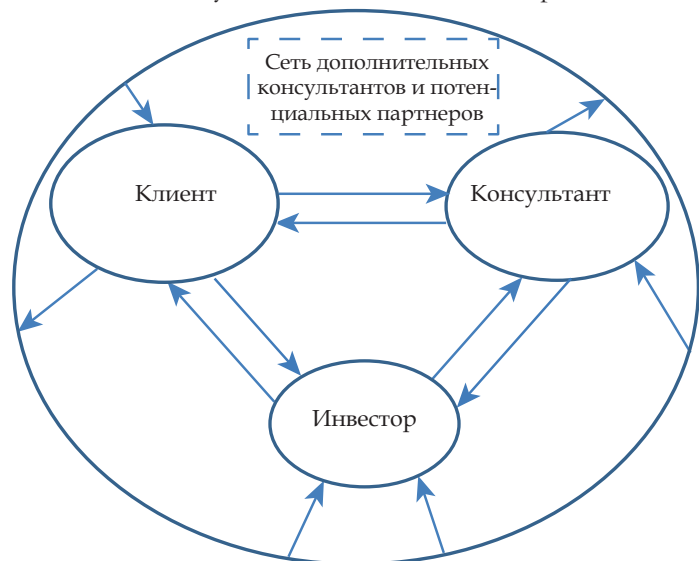 Сеть дополнительных
консультантов и потен-
циальных партнеров
Клиент
Консультант
Инвестор